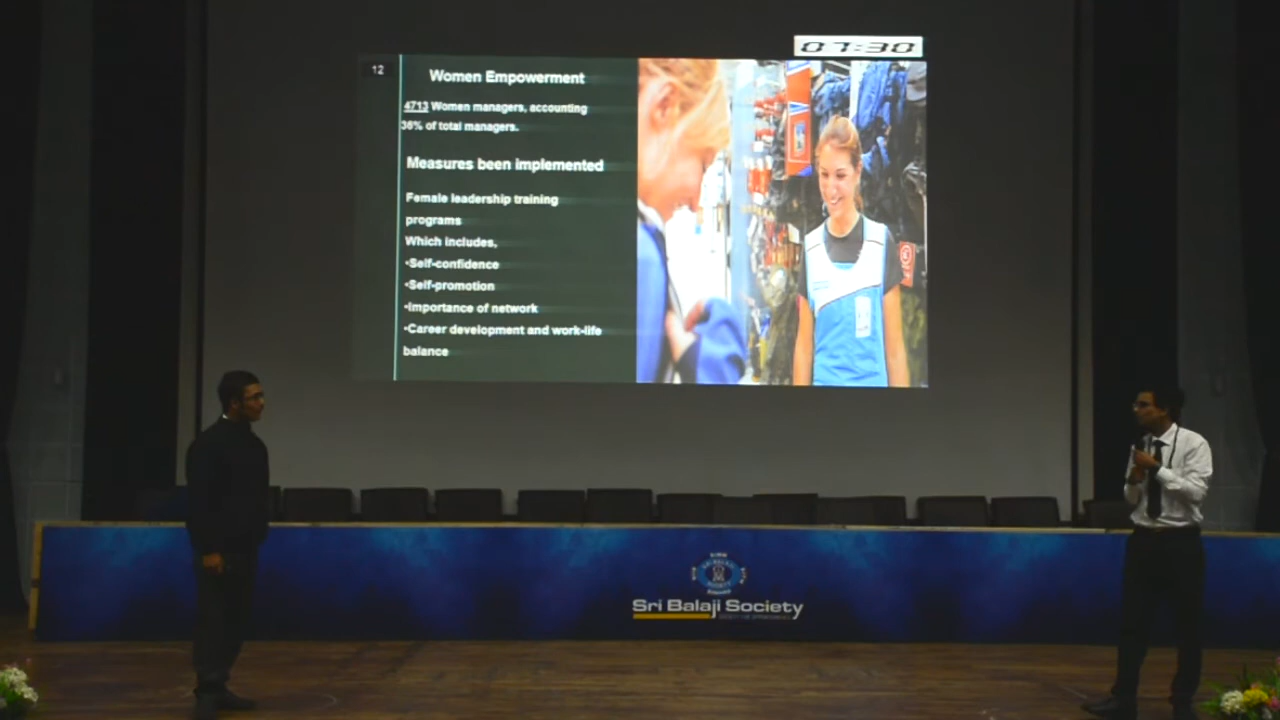 07:30
12
Women Empowerment
4713 Women managers, accounting
36% of total managers.
Measures been implemented
Female leadership training
programs
Which includes,
•Self-confidence
•Self-promotion
•Importance of network
•Career development and work-life
balance
Sri Balaji Society